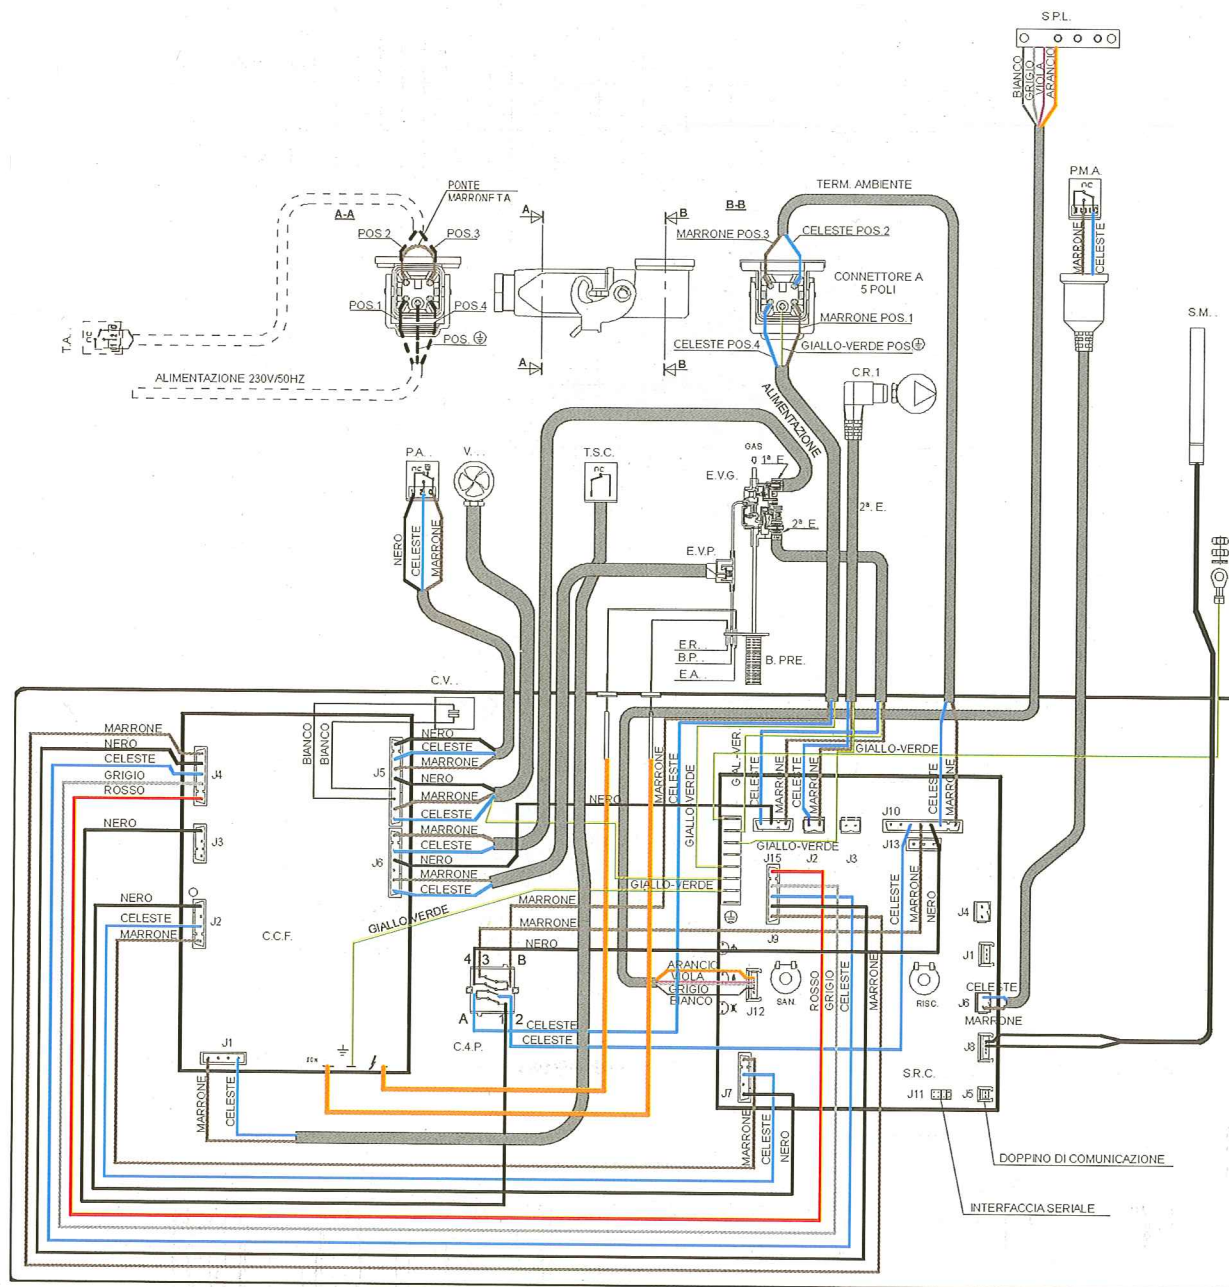 S.P.L.
BIANCO
GRIGIO
VIOLA
ARANCIO
P.M.A.
MARRONE
CELESTE
TERM. AMBIENTE
PONTE
MARRONE TA
A-A
A
B
B-B
POS.2
POS.3
MARRONE POS.3
CELESTE POS.2
CONNETTORE A
5 POLI
POS.1
POS.4
MARRONE POS.1
S.M..
T.A.
POS.
CELESTE POS.4
GIALLO-VERDE POS
A
B
C.R.1
ALIMENTAZIONE 230V/50HZ
ALIMENTAZIONE
P.A..
V...
T.S.C.
GAS
1ª E.
E.V.G.
2ª. E.
2ª. E.
NERO
CELESTE
MARRONE
E.V.P.
E.R..
B.P..
E.A..
B. PRE.
C.V..
MARRONE
NERO
CELESTE
GRIGIO
ROSSO
J4
BIANCO
BIANCO
J5
NERO
CELESTE
MARRONE
NERO
MARRONE
CELESTE
MARRONE
CELESTE
NERO
MARRONE
CELESTE
J6
NERO
J3
NERO
CELESTE
MARRONE
J2
C.C.F.
GIALLO-VERDE
NERO
MARRONE
CELESTE
GIALLO-VERDE
GIAL.-VER.
CELESTE
MARRONE
CELESTE
MARRONE
GIALLO-VERDE
CELESTE
MARRONE
J10
J13
GIALLO-VERDE
J2
J3
J15
GIALLO-VERDE
CELESTE
MARRONE
NERO
MARRONE
MARRONE
NERO
J9
J4
J1
4 3 B
A 1 2
C.4.P.
ARANCIO
VIOLA
GRIGIO
BIANCO
J12
SAN.
ROSSO
GRIGIO
CELESTE
MARRONE
RISC.
CELESTE
J6
MARRONE
CELESTE
CELESTE
J8
J1
MARRONE
CELESTE
S.R.C.
J7
J11
J5
MARRONE
CELESTE
NERO
DOPPINO DI COMUNICAZIONE
INTERFACCIA SERIALE